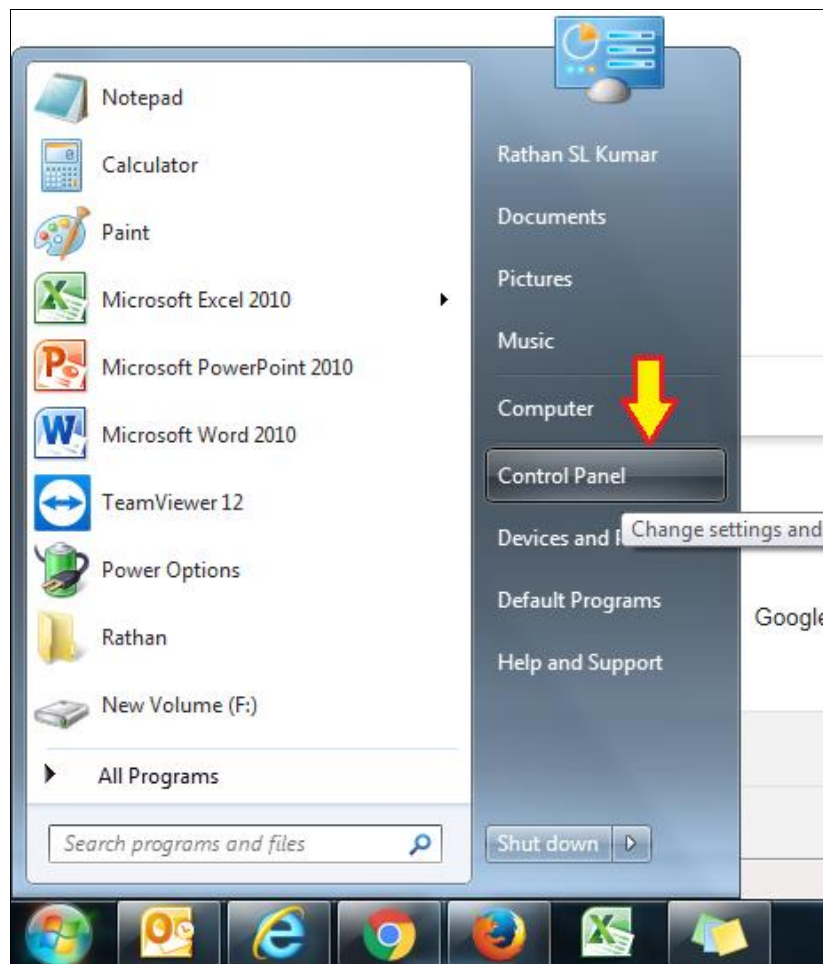 Notepad
Calculator
Paint
Microsoft Excel 2010
Microsoft PowerPoint 2010
Microsoft Word 2010
TeamViewer 12
Power Options
Rathan
New Volume (F:)
All Programs
Search programs and files
Rathan SL Kumar
Documents
Pictures
Music
Computer
Control Panel
Change settings and
Devices and
Default Programs
Help and Support
Shut down
Google